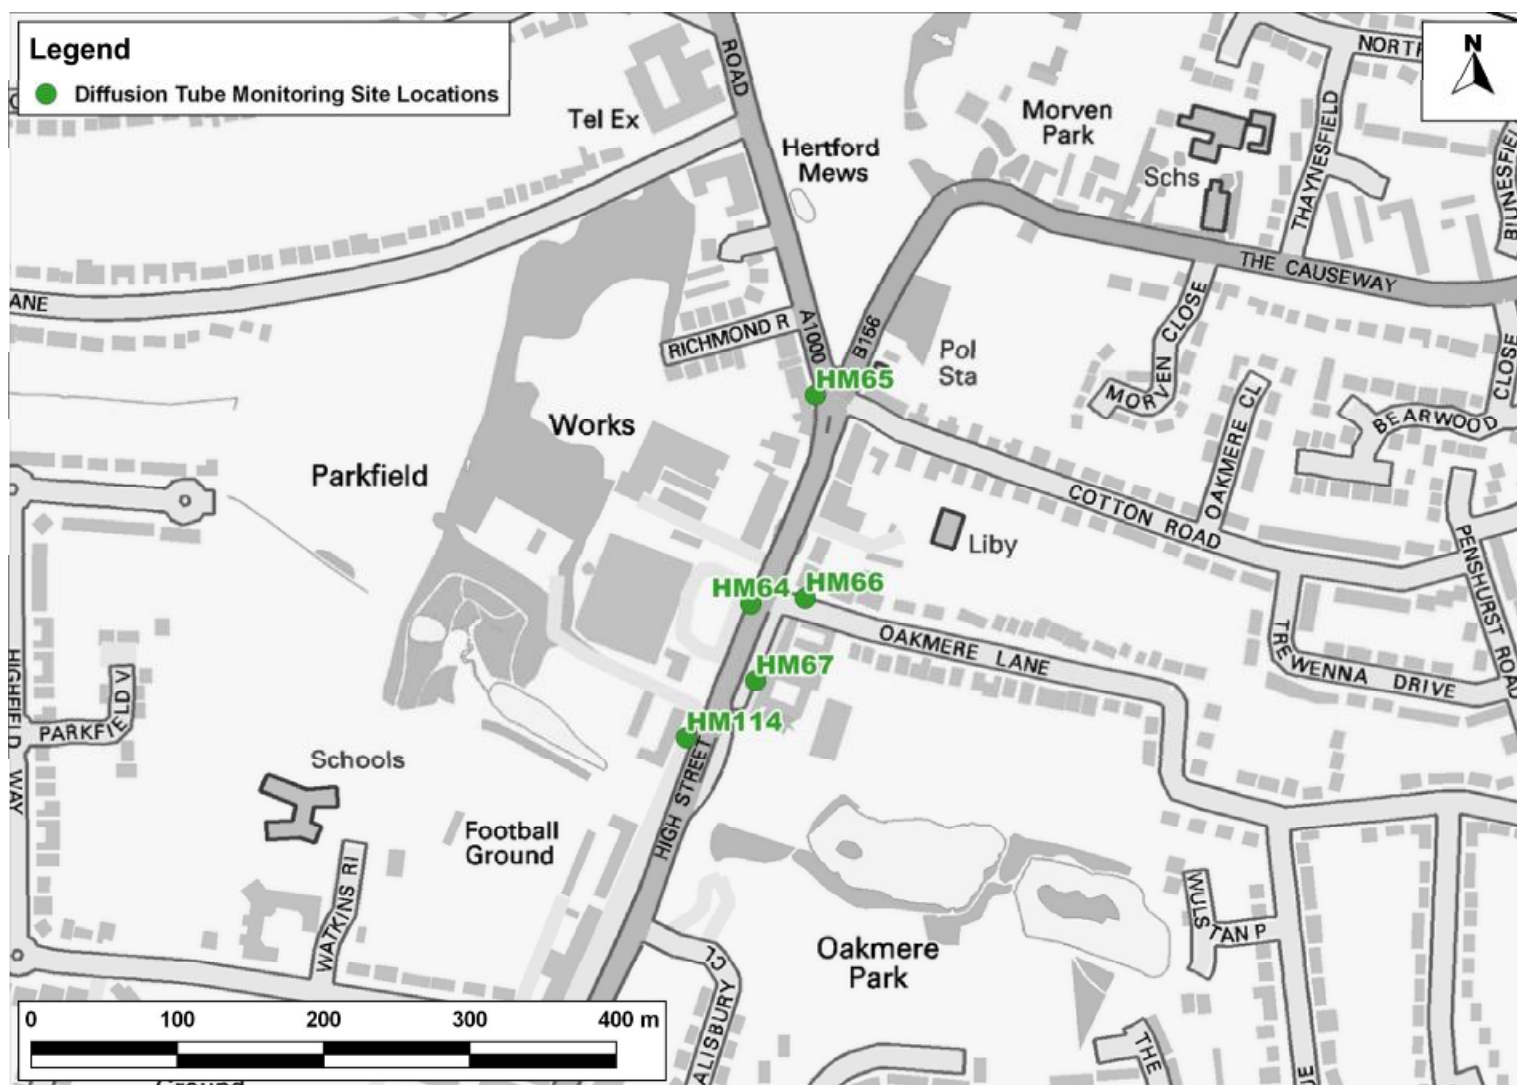 Legend
Diffusion Tube Monitoring Site Locations
N
ROAD
NORT
Tel Ex
Morven
Park
Hertford
Mews
Schs
THAYNESFIELD
THE CAUSEWAY
ANE
RICHMOND R
A1000
B156
MORVEN CLOSE
Pol
Sta
HM65
OAKMERE CL
CLOSE
BEARWOOD
Works
Parkfield
COTTON ROAD
Liby
PENSHURST ROAD
HM64
HM66
OAKMERE LANE
TREWENNA DRIVE
HM67
HIGHFIELD WAY
PARKFIELD V
HM114
Schools
HIGH STREET
Football
Ground
WATKINS RI
WULSTAN P
Oakmere
Park
ALISBURY CL
THE
UE
0 100 200 300 400 m